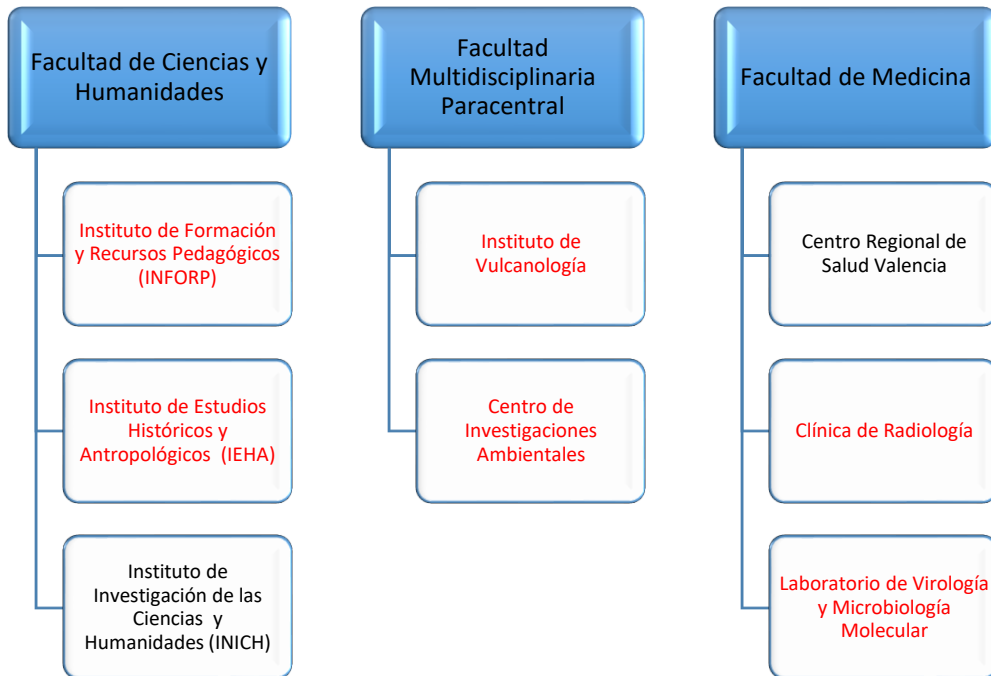 Facultad de Ciencias y
Humanidades
Instituto de Formación
y Recursos Pedagógicos
(INFORP)
Instituto de Estudios
Históricos y
Antropológicos (IEHA)
Instituto de
Investigación de las
Ciencias y
Humanidades (INICH)
Facultad
Multidisciplinaria
Paracentral
Instituto de
Vulcanología
Centro de
Investigaciones
Ambientales
Facultad de Medicina
Centro Regional de
Salud Valencia
Clínica de Radiología
Laboratorio de Virología
y Microbiología
Molecular